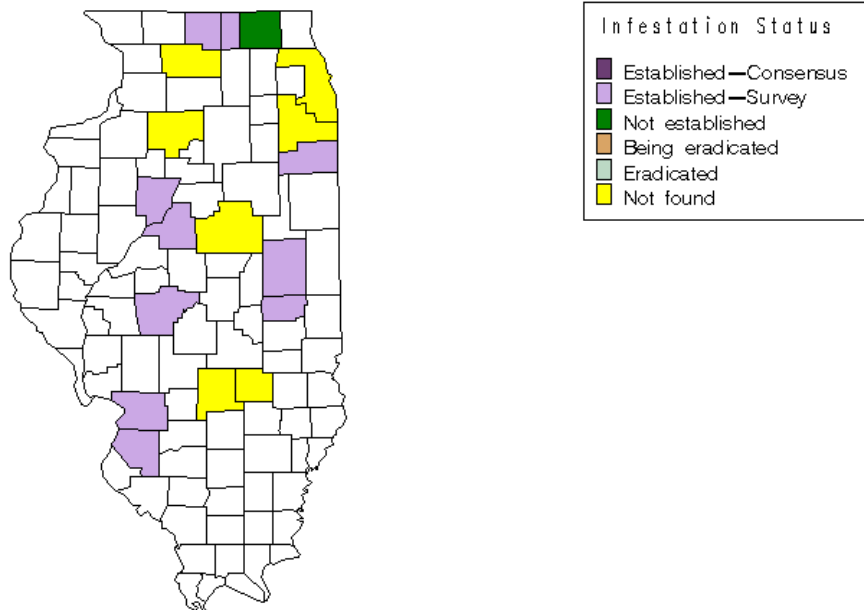 Infestation Status
Established—Consensus
Established—Survey
Not established
Being eradicated
Eradicated
Not found